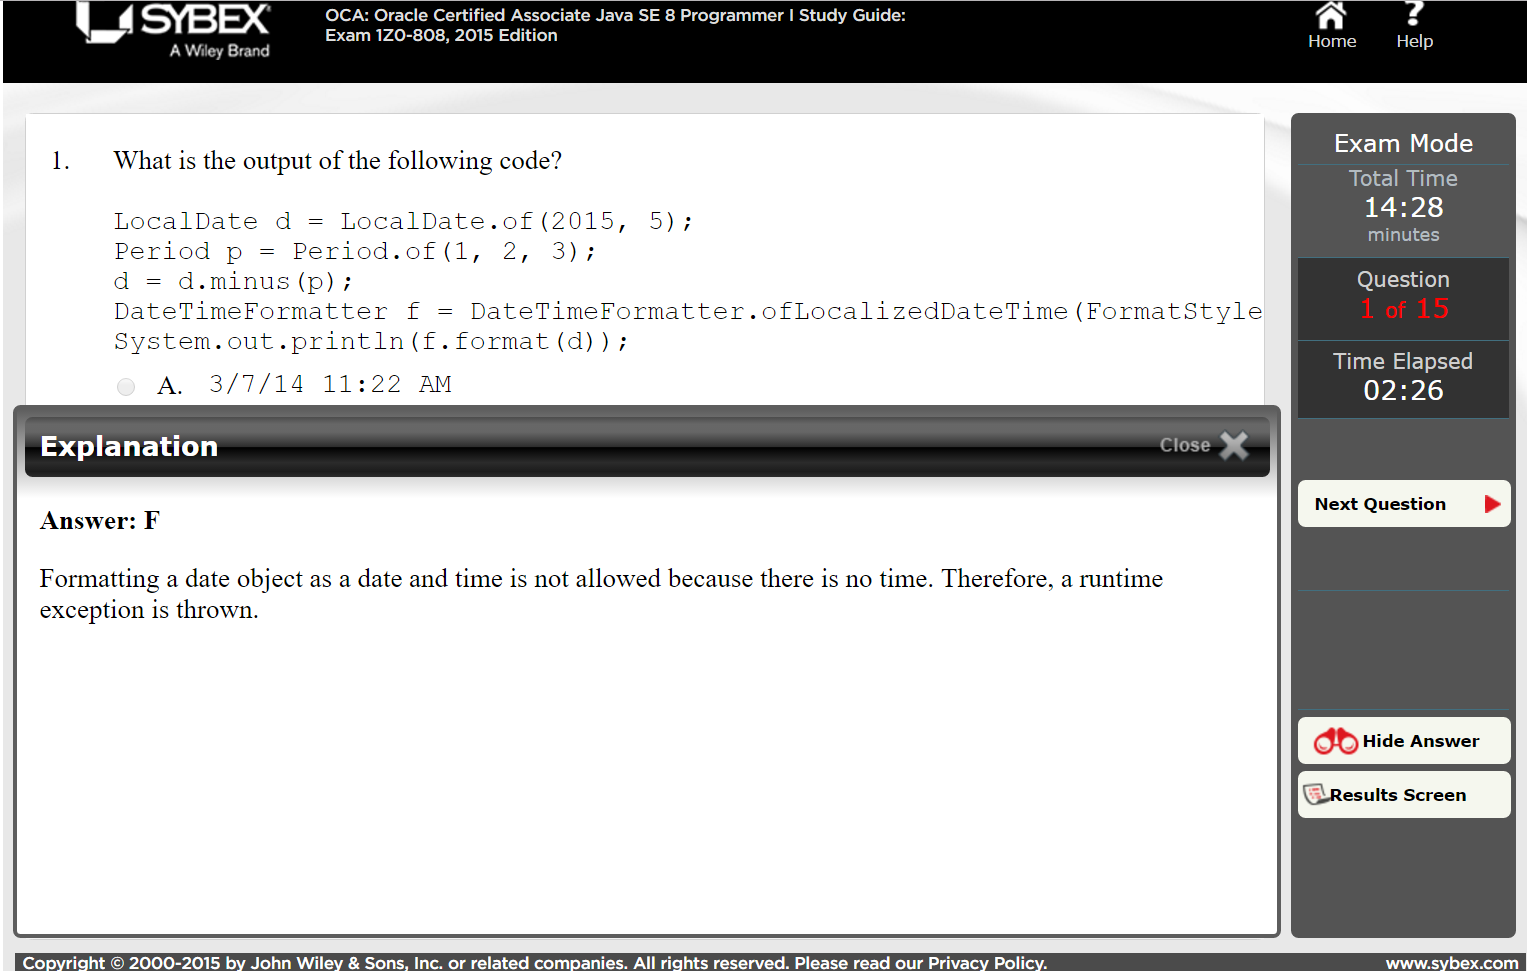 SYBEX
A Wiley Brand
OCA: Oracle Certified Associate Java SE 8 Programmer I Study Guide:
Exam 1Z0-808, 2015 Edition
Home
Help
1. What is the output of the following code?
LocalDate d = LocalDate.of(2015, 5);
Period p = Period.of(1, 2, 3);
d = d.minus(p);
DateTimeFormatter f = DateTimeFormatter.ofLocalizedDateTime(FormatStyle
System.out.println(f.format(d));
A. 3/7/14 11:22 AM
Explanation
Close
Answer: F
Formatting a date object as a date and time is not allowed because there is no time. Therefore, a runtime
exception is thrown.
Exam Mode
Total Time
14:28
minutes
Question
1 of 15
Time Elapsed
02:26
Next Question
Hide Answer
Results Screen
Copyright © 2000-2015 by John Wiley & Sons, Inc. or related companies. All rights reserved. Please read our Privacy Policy.
www.sybex.com